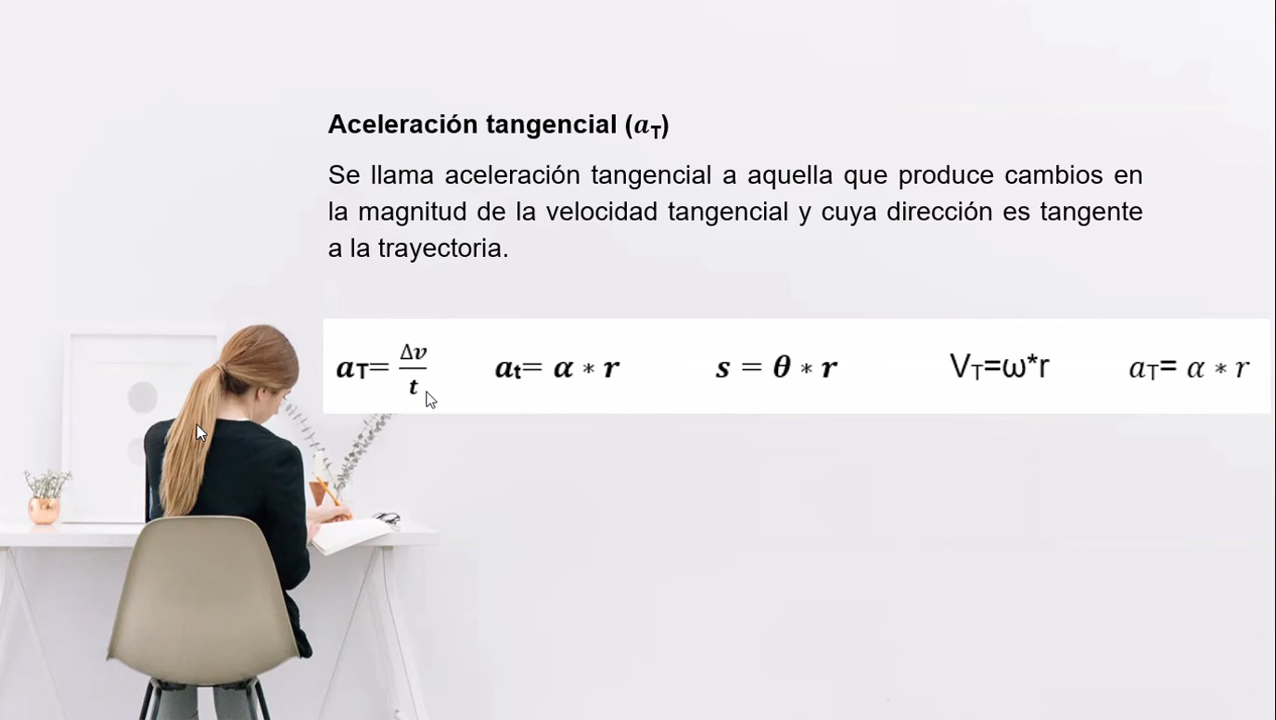 Aceleración tangencial (aT)
Se llama aceleración tangencial a aquella que produce cambios en
la magnitud de la velocidad tangencial y cuya dirección es tangente
a la trayectoria.
aT= Δv/t at= α * r s = θ * r VT=ω*r aT= α * r